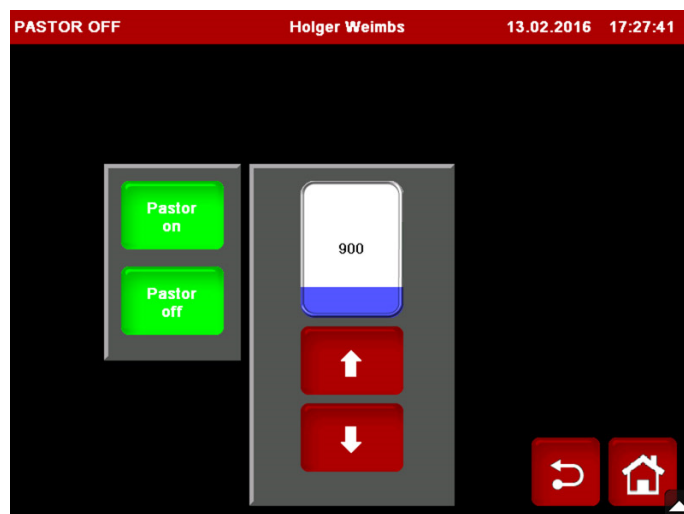 PASTOR OFF Holger Weimbs 13.02.2016 17:27:41
Pastor
on
900
Pastor
off